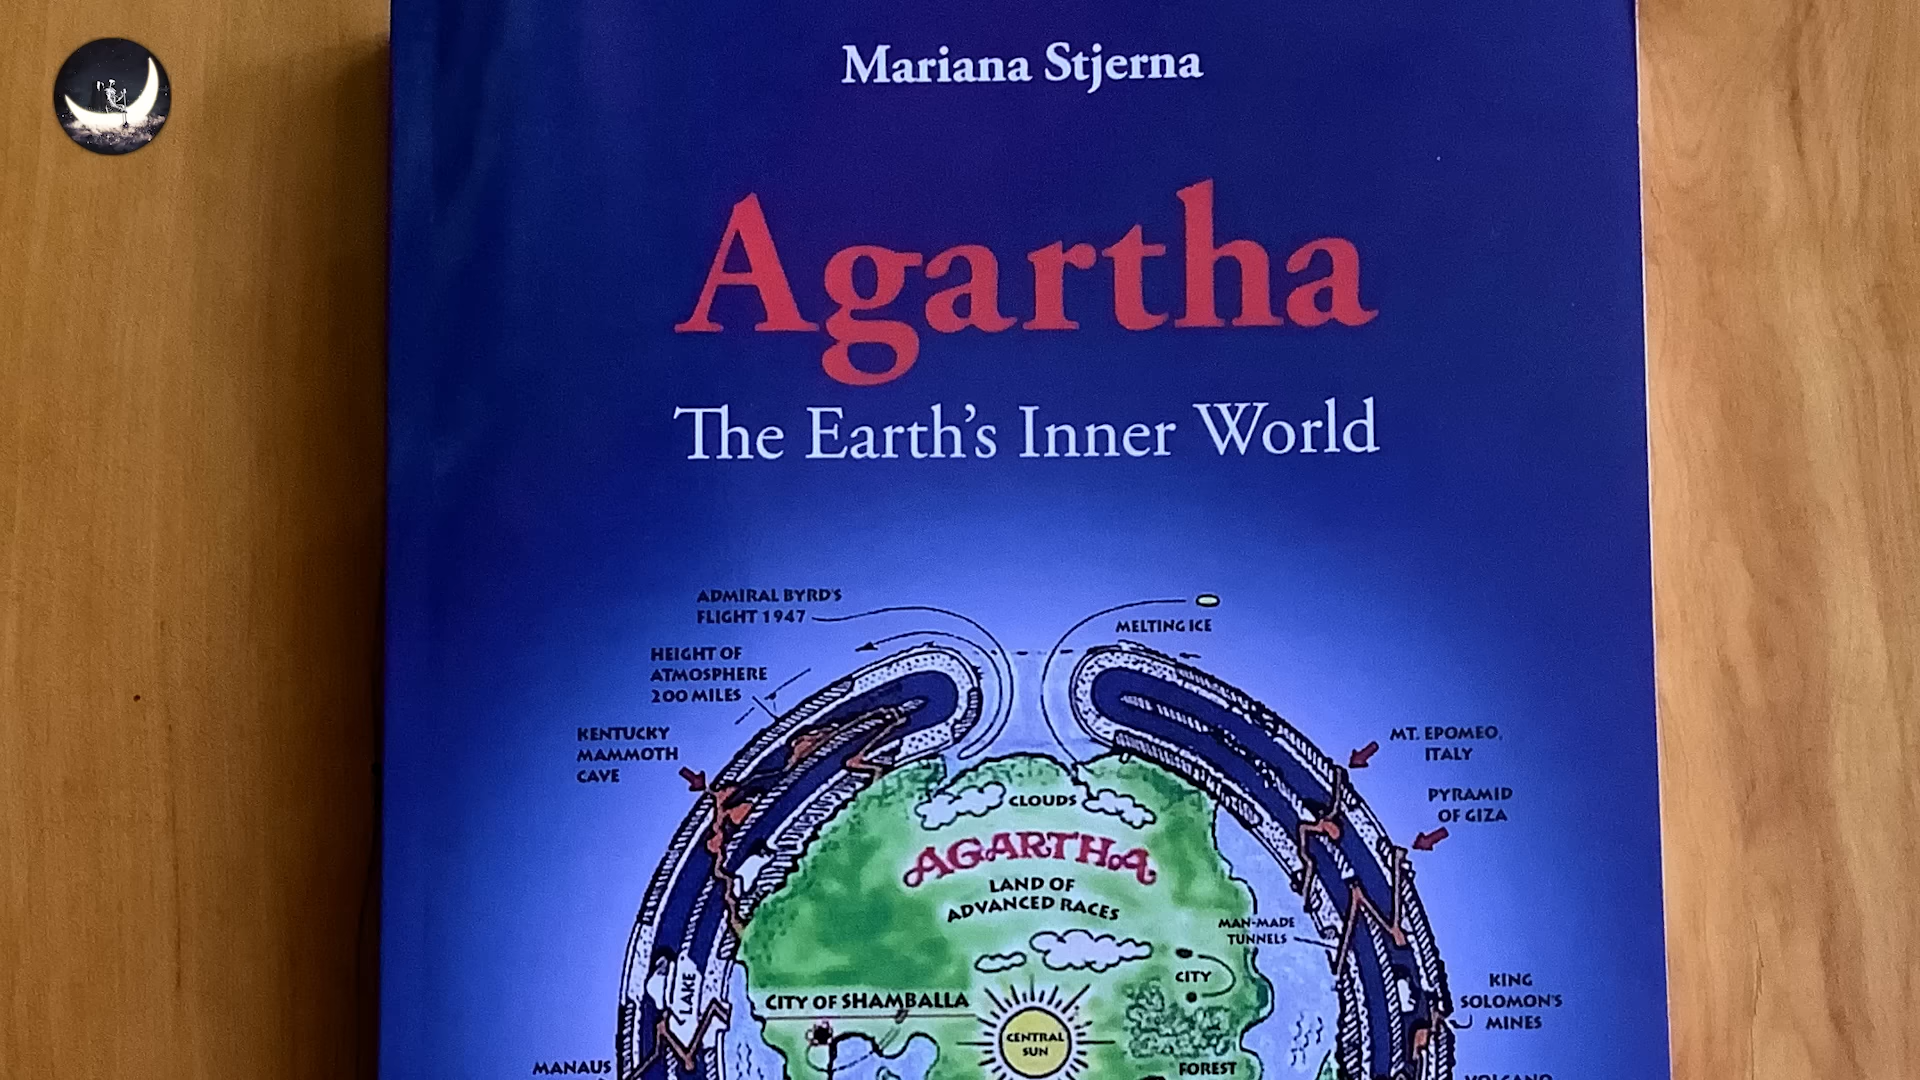 Mariana Stjerna
Agartha
The Earth's Inner World
ADMIRAL BYRD'S
FLIGHT 1947
MELTING ICE
HEIGHT OF
ATMOSPHERE
200 MILES
KENTUCKY
MAMMOTH
CAVE
MT. EPOMEO,
ITALY
PYRAMID
OF GIZA
CLOUDS
AGARTHA
LAND OF
ADVANCED RACES
MAN-MADE
TUNNELS
CITY
LAKE
CITY OF SHAMBALLA
KING
SOLOMON'S
MINES
CENTRAL
SUN
FOREST
MANAUS
VOLCANO